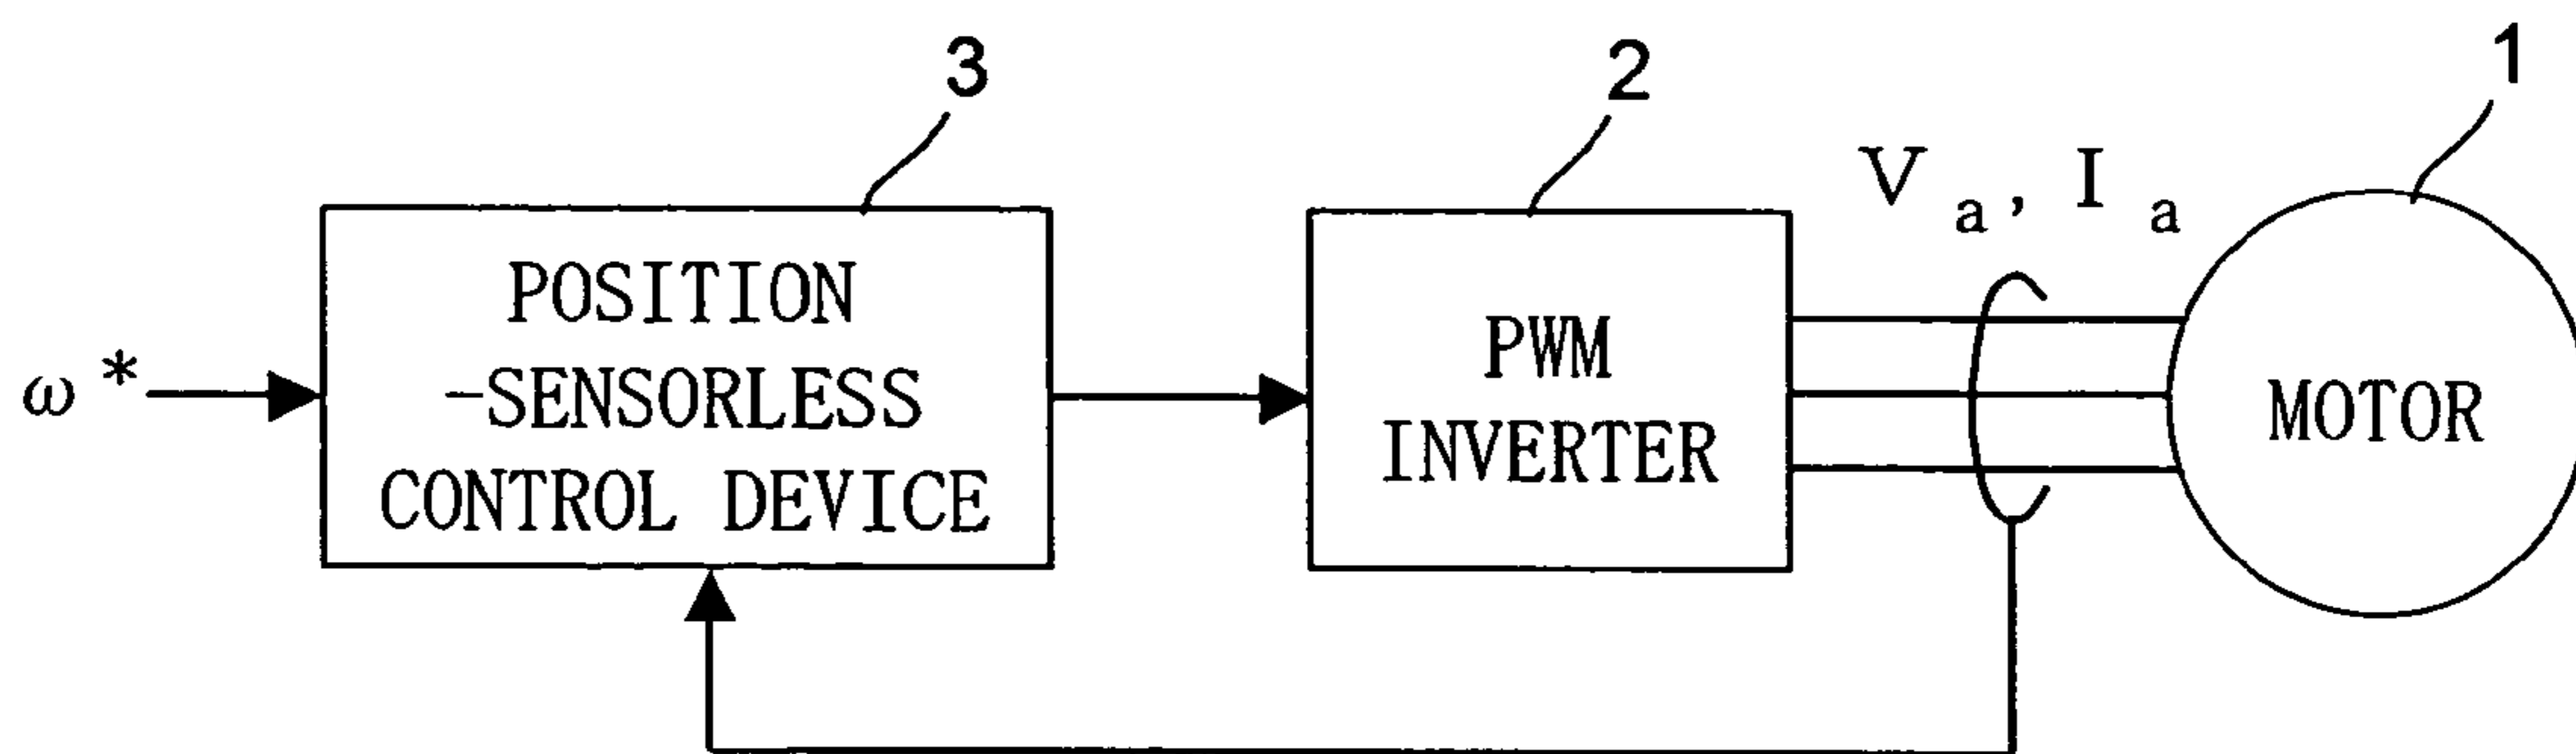 3
2
1
V a, I a
POSITION
-SENSORLESS
CONTROL DEVICE
PWM
INVERTER
MOTOR
ω*